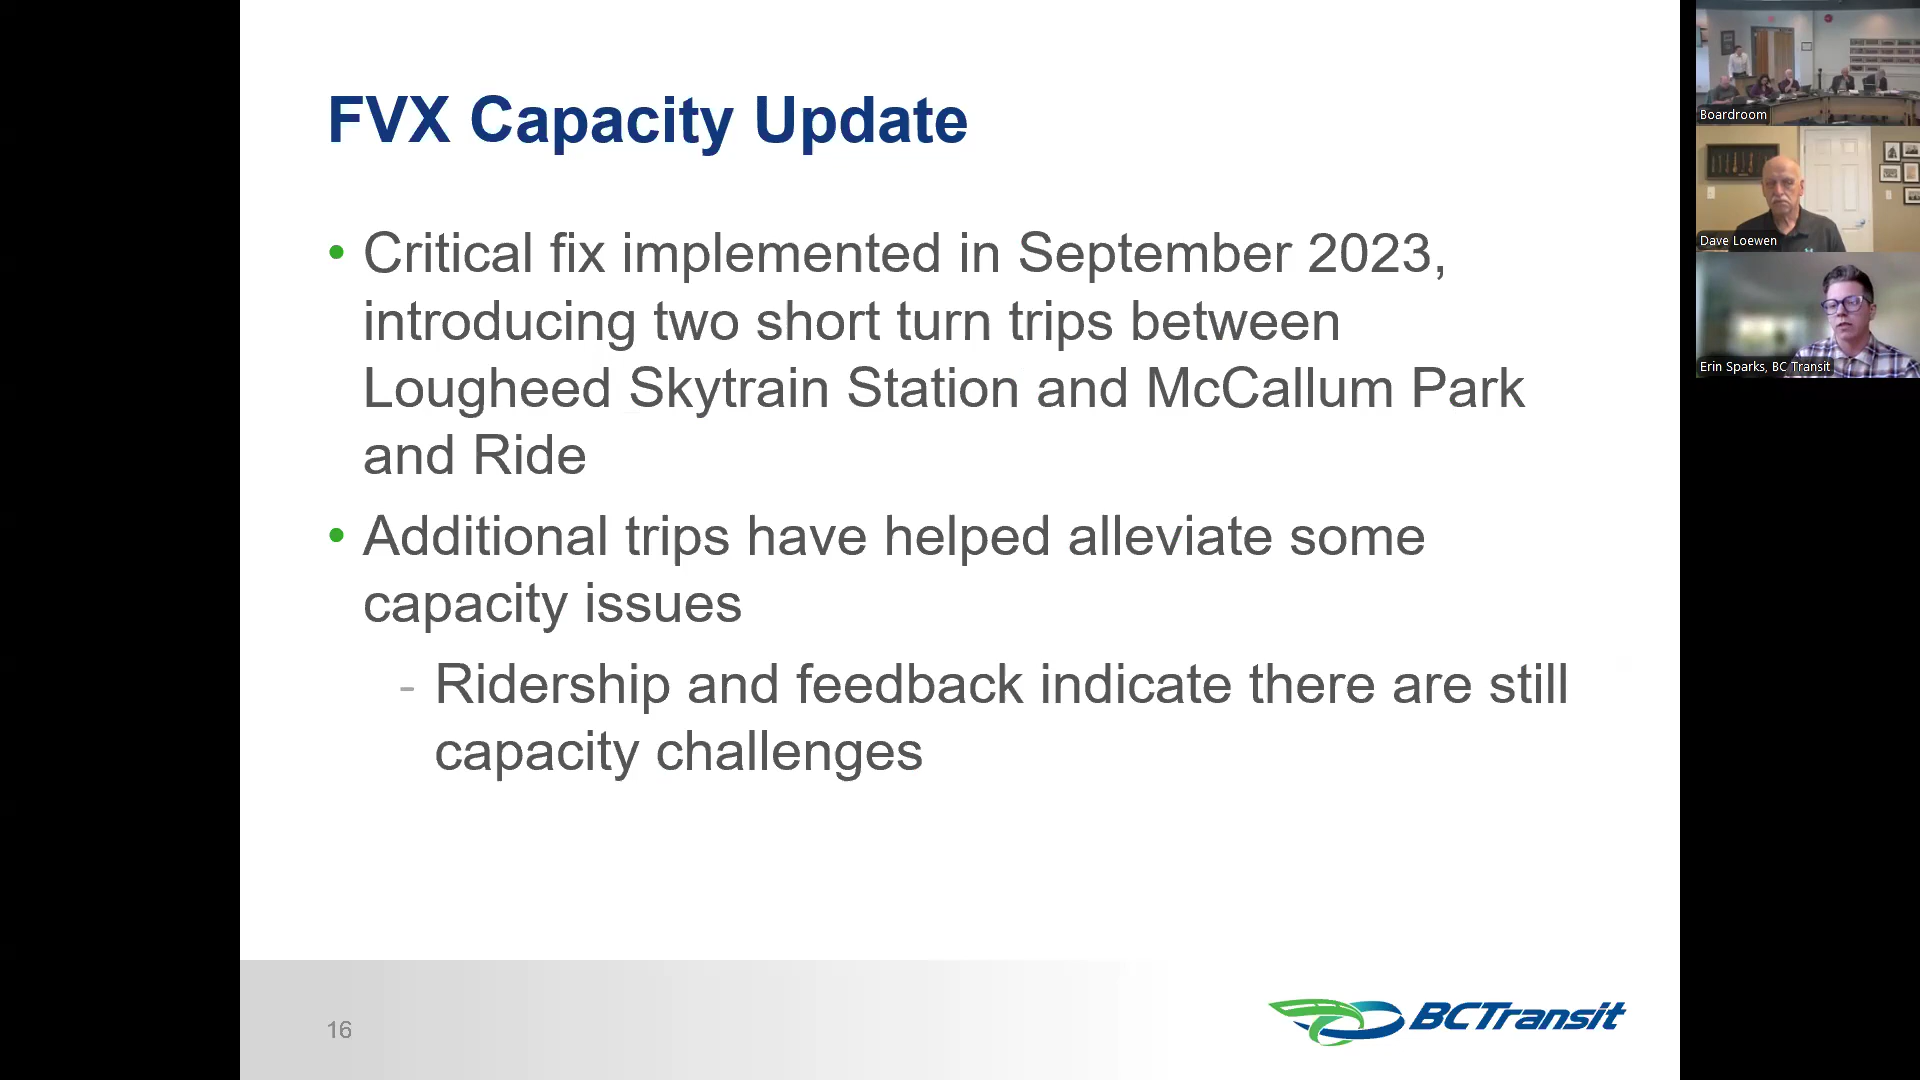 FVX Capacity Update
• Critical fix implemented in September 2023,
introducing two short turn trips between
Lougheed Skytrain Station and McCallum Park
and Ride
• Additional trips have helped alleviate some
capacity issues
- Ridership and feedback indicate there are still
capacity challenges
16
BCTransit
Boardroom
Dave Loewen
Erin Sparks, BC Transit